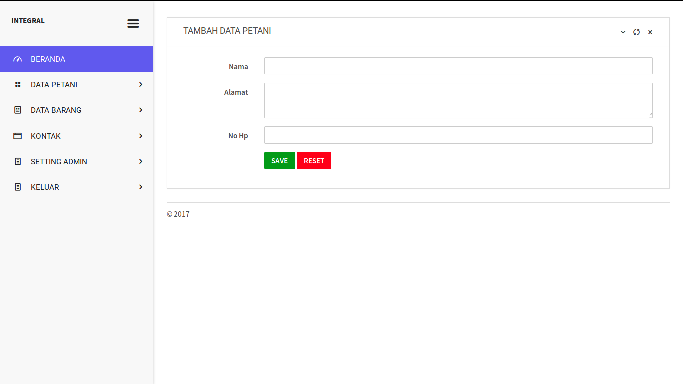 INTEGRAL
BERANDA
DATA PETANI
DATA BARANG
KONTAK
SETTING ADMIN
KELUAR
TAMBAH DATA PETANI
Nama
Alamat
No Hp
SAVE RESET
© 2017